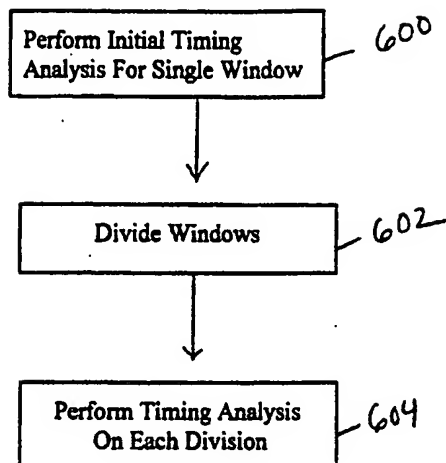 Perform Initial Timing
Analysis For Single Window
600
Divide Windows
602
Perform Timing Analysis
On Each Division
604